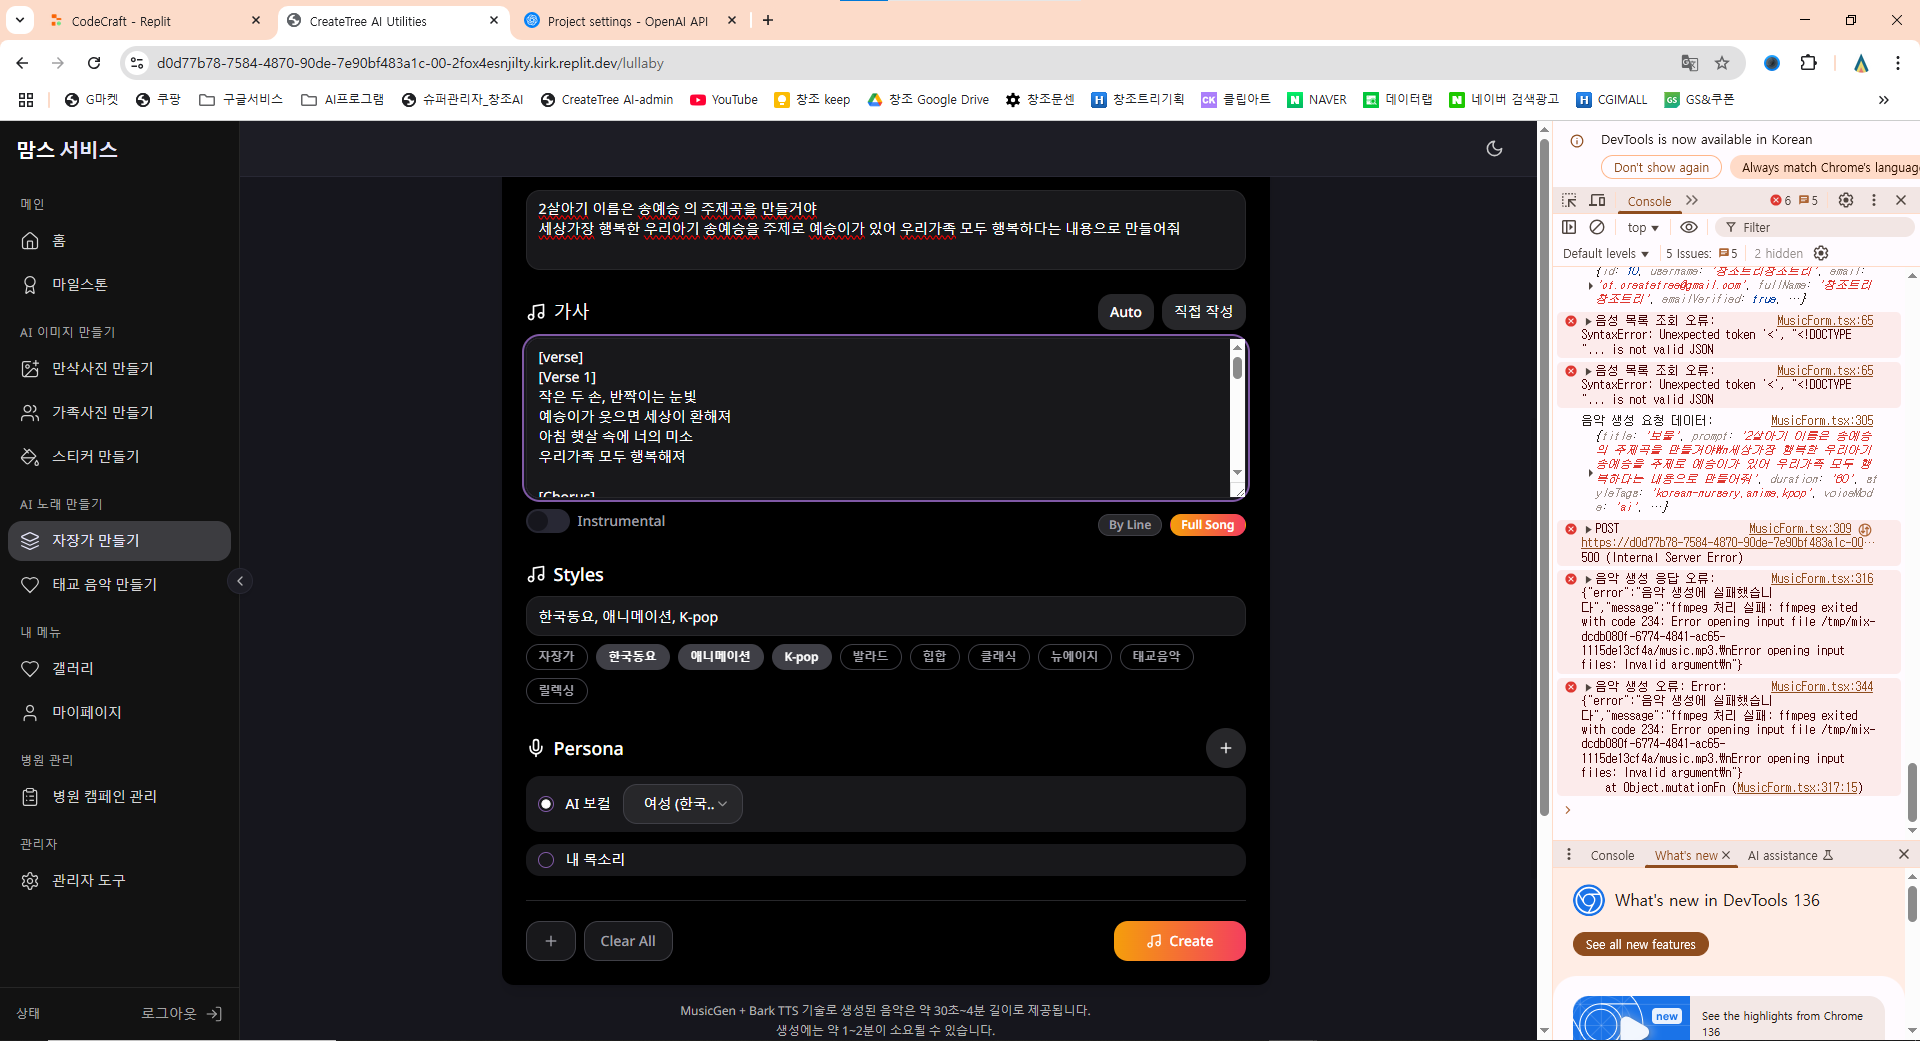 CodeCraft - Replit
CreateTree AI Utilities
Project settings - OpenAI API
d0d77b78-7584-4870-90de-7e90bf483a1c-00-2fox4esnjilty.kirk.replit.dev/lullaby
G마켓
쿠팡
구글서비스
AI프로그램
슈퍼관리자_창조AI
CreateTree AI-admin
YouTube
창조 keep
창조 Google Drive
창조문센
창조트리기획
클립아트
NAVER
데이터랩
네이버 검색광고
CGIMALL
GS&쿠폰
맘스 서비스
메인
홈
마일스톤
AI 이미지 만들기
만삭사진 만들기
가족사진 만들기
스티커 만들기
AI 노래 만들기
자장가 만들기
태교 음악 만들기
내 메뉴
갤러리
마이페이지
병원 관리
병원 캠페인 관리
관리자
관리자 도구
상태
로그아웃
2살아기 이름은 송예승 의 주제곡을 만들거야
세상가장 행복한 우리아기 송예승을 주제로 예승이가 있어 우리가족 모두 행복하다는 내용으로 만들어줘
가사
Auto
직접 작성
[verse]
[Verse 1]
작은 두 손, 반짝이는 눈빛
예승이가 웃으면 세상이 환해져
아침 햇살 속에 너의 미소
우리가족 모두 행복해져
[Chorus]
Instrumental
By Line
Full Song
Styles
한국동요, 애니메이션, K-pop
자장가
한국동요
애니메이션
K-pop
발라드
힙합
클래식
뉴에이지
태교음악
릴렉싱
Persona
AI 보컬
여성 (한국..
내 목소리
Clear All
Create
MusicGen + Bark TTS 기술로 생성된 음악은 약 30초~4분 길이로 제공됩니다.
생성에는 약 1~2분이 소요될 수 있습니다.
DevTools is now available in Korean
Don't show again
Always match Chrome's languag
Console
6
5
top
Filter
Default levels
5 Issues:
5
2 hidden
{id: 10, username: '창조트리창조트리', email:
'ct.createtree@gmail.com', fullName: '창조트리
창조트리', emailVerified: true, …}
음성 목록 조회 오류:
MusicForm.tsx:65
SyntaxError: Unexpected token '<', "<!DOCTYPE
"... is not valid JSON
음성 목록 조회 오류:
MusicForm.tsx:65
SyntaxError: Unexpected token '<', "<!DOCTYPE
"... is not valid JSON
음악 생성 요청 데이터:
MusicForm.tsx:305
{title: '보물', prompt: '2살아기 이름은 송예승
의 주제곡을 만들거야₩n세상가장 행복한 우리아기
송예승을 주제로 예승이가 있어 우리가족 모두 행
복하다는 내용으로 만들어줘', duration: '60', st
yleTags: 'korean-nursery,anime,kpop', voiceMod
e: 'ai', …}
POST
MusicForm.tsx:309
https://d0d77b78-7584-4870-90de-7e90bf483a1c-00…
500 (Internal Server Error)
음악 생성 응답 오류:
MusicForm.tsx:316
{"error":"음악 생성에 실패했습니
다","message":"ffmpeg 처리 실패: ffmpeg exited
with code 234: Error opening input file /tmp/mix-
dcdb080f-6774-4841-ac65-
1115de13cf4a/music.mp3.₩nError opening input
files: Invalid argument₩n"}
음악 생성 오류: Error:
MusicForm.tsx:344
{"error":"음악 생성에 실패했습니
다","message":"ffmpeg 처리 실패: ffmpeg exited
with code 234: Error opening input file /tmp/mix-
dcdb080f-6774-4841-ac65-
1115de13cf4a/music.mp3.₩nError opening input
files: Invalid argument₩n"}
at Object.mutationFn (MusicForm.tsx:317:15)
Console
What's new
AI assistance
What's new in DevTools 136
See all new features
new
See the highlights from Chrome
136